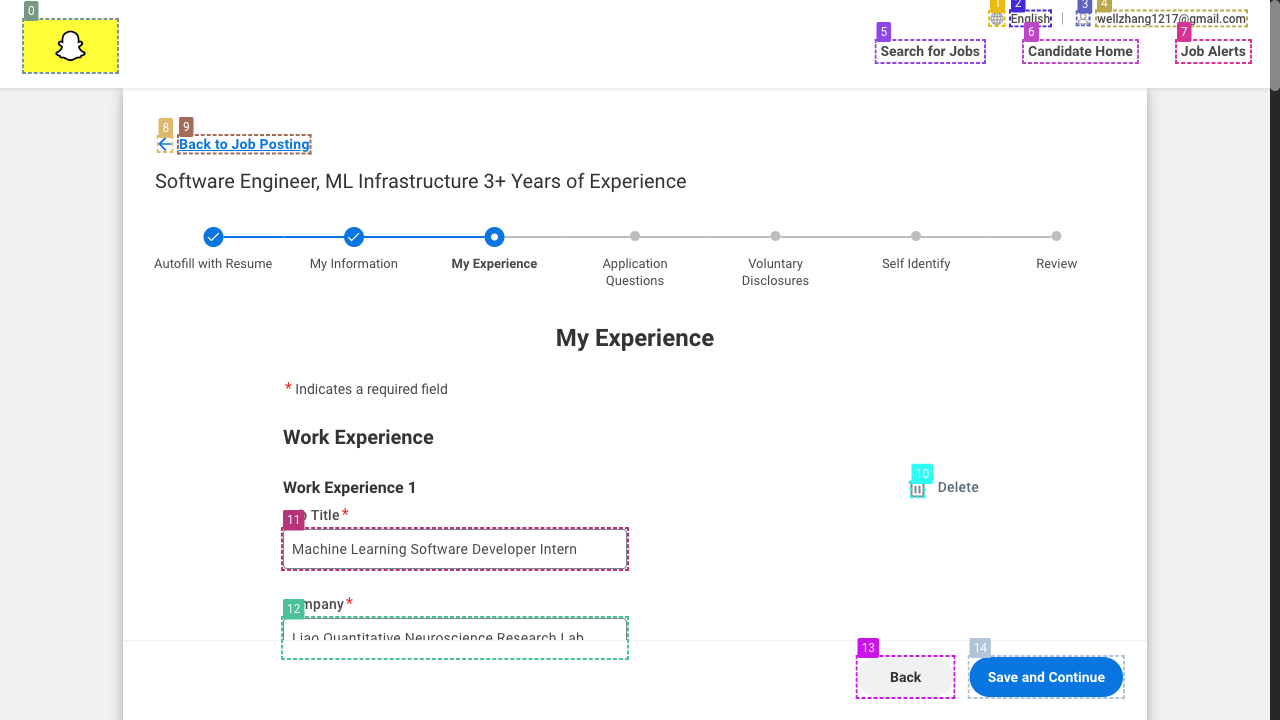 0
1
2
3
4
English
wellzhang1217@gmail.com
5
6
7
Search for Jobs
Candidate Home
Job Alerts
8
9
Back to Job Posting
Software Engineer, ML Infrastructure 3+ Years of Experience
Autofill with Resume
My Information
My Experience
Application Questions
Voluntary Disclosures
Self Identify
Review
My Experience
* Indicates a required field
Work Experience
Work Experience 1
10
Delete
11
Title*
Machine Learning Software Developer Intern
12
mpany*
Liao Quantitative Neuroscience Research Lab
13
14
Back
Save and Continue